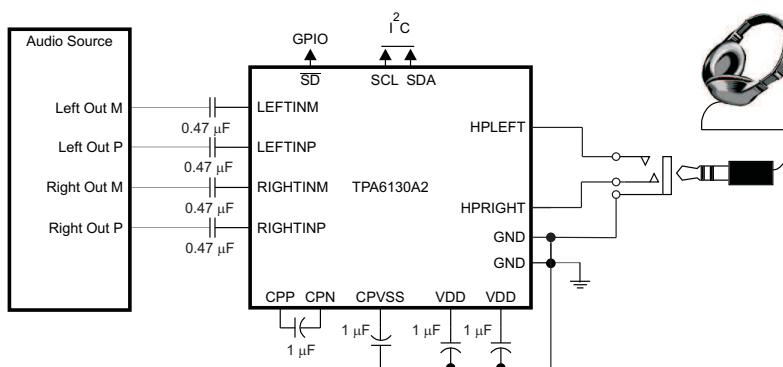 I²C
GPIO
Audio Source
SD SCL SDA
Left Out M
LEFTINM
0.47 µF
HPLEFT
Left Out P
LEFTINP
0.47 µF
Right Out M
RIGHTINM
TPA6130A2
0.47 µF
HPRIGHT
Right Out P
RIGHTINP
0.47 µF
GND
GND
CPP CPN CPVSS VDD VDD
1 µF 1 µF 1 µF
1 µF